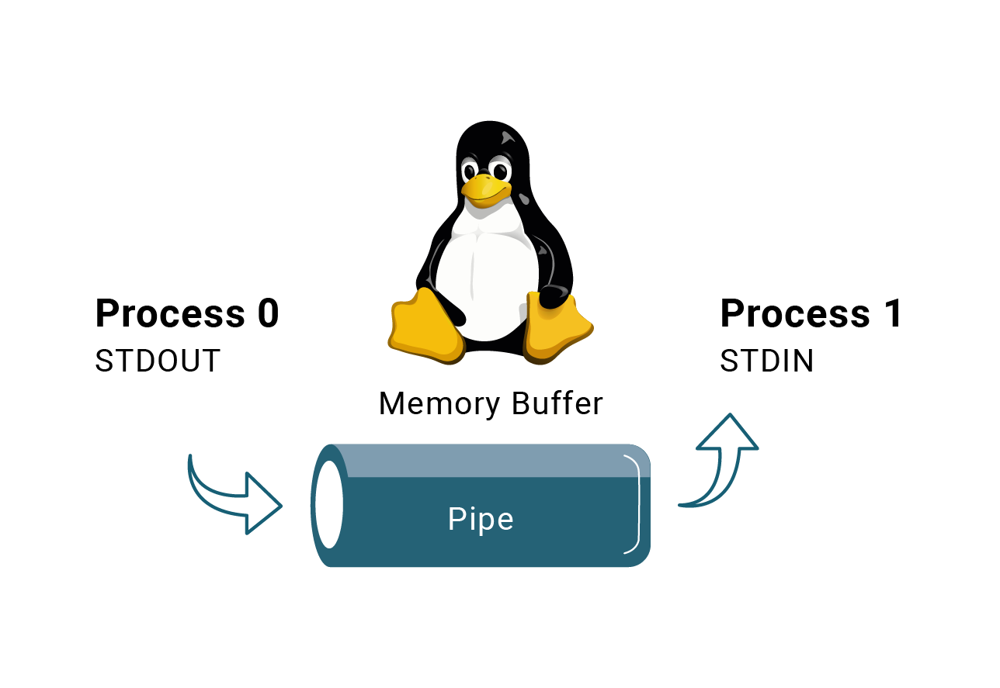 Process 0
STDOUT
Memory Buffer
Pipe
Process 1
STDIN